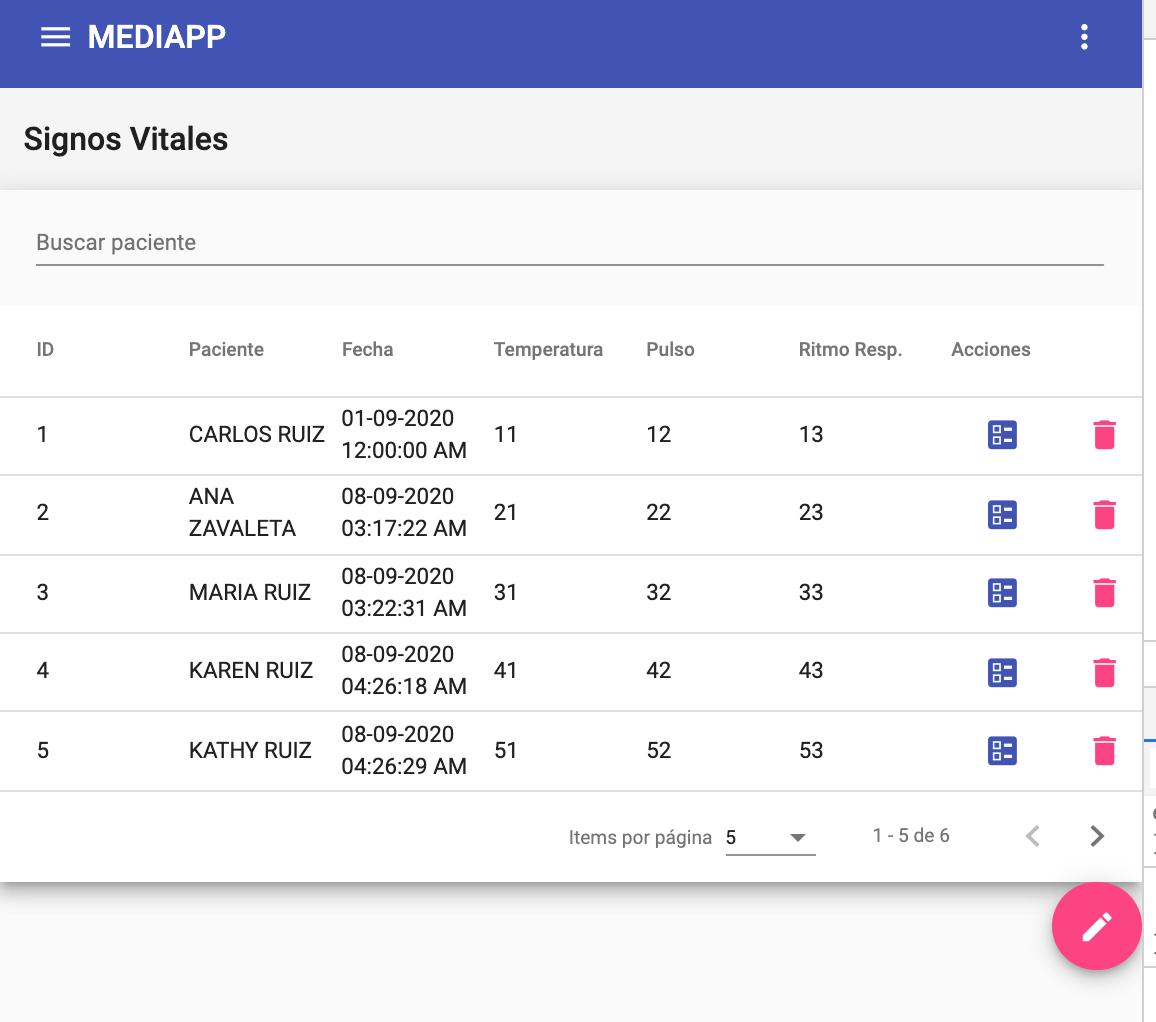 MEDIAPP
Signos Vitales
Buscar paciente
ID Paciente Fecha Temperatura Pulso Ritmo Resp. Acciones
1 CARLOS RUIZ 01-09-2020 12:00:00 AM 11 12 13
2 ANA ZAVALETA 08-09-2020 03:17:22 AM 21 22 23
3 MARIA RUIZ 08-09-2020 03:22:31 AM 31 32 33
4 KAREN RUIZ 08-09-2020 04:26:18 AM 41 42 43
5 KATHY RUIZ 08-09-2020 04:26:29 AM 51 52 53
Items por página 5 1 - 5 de 6